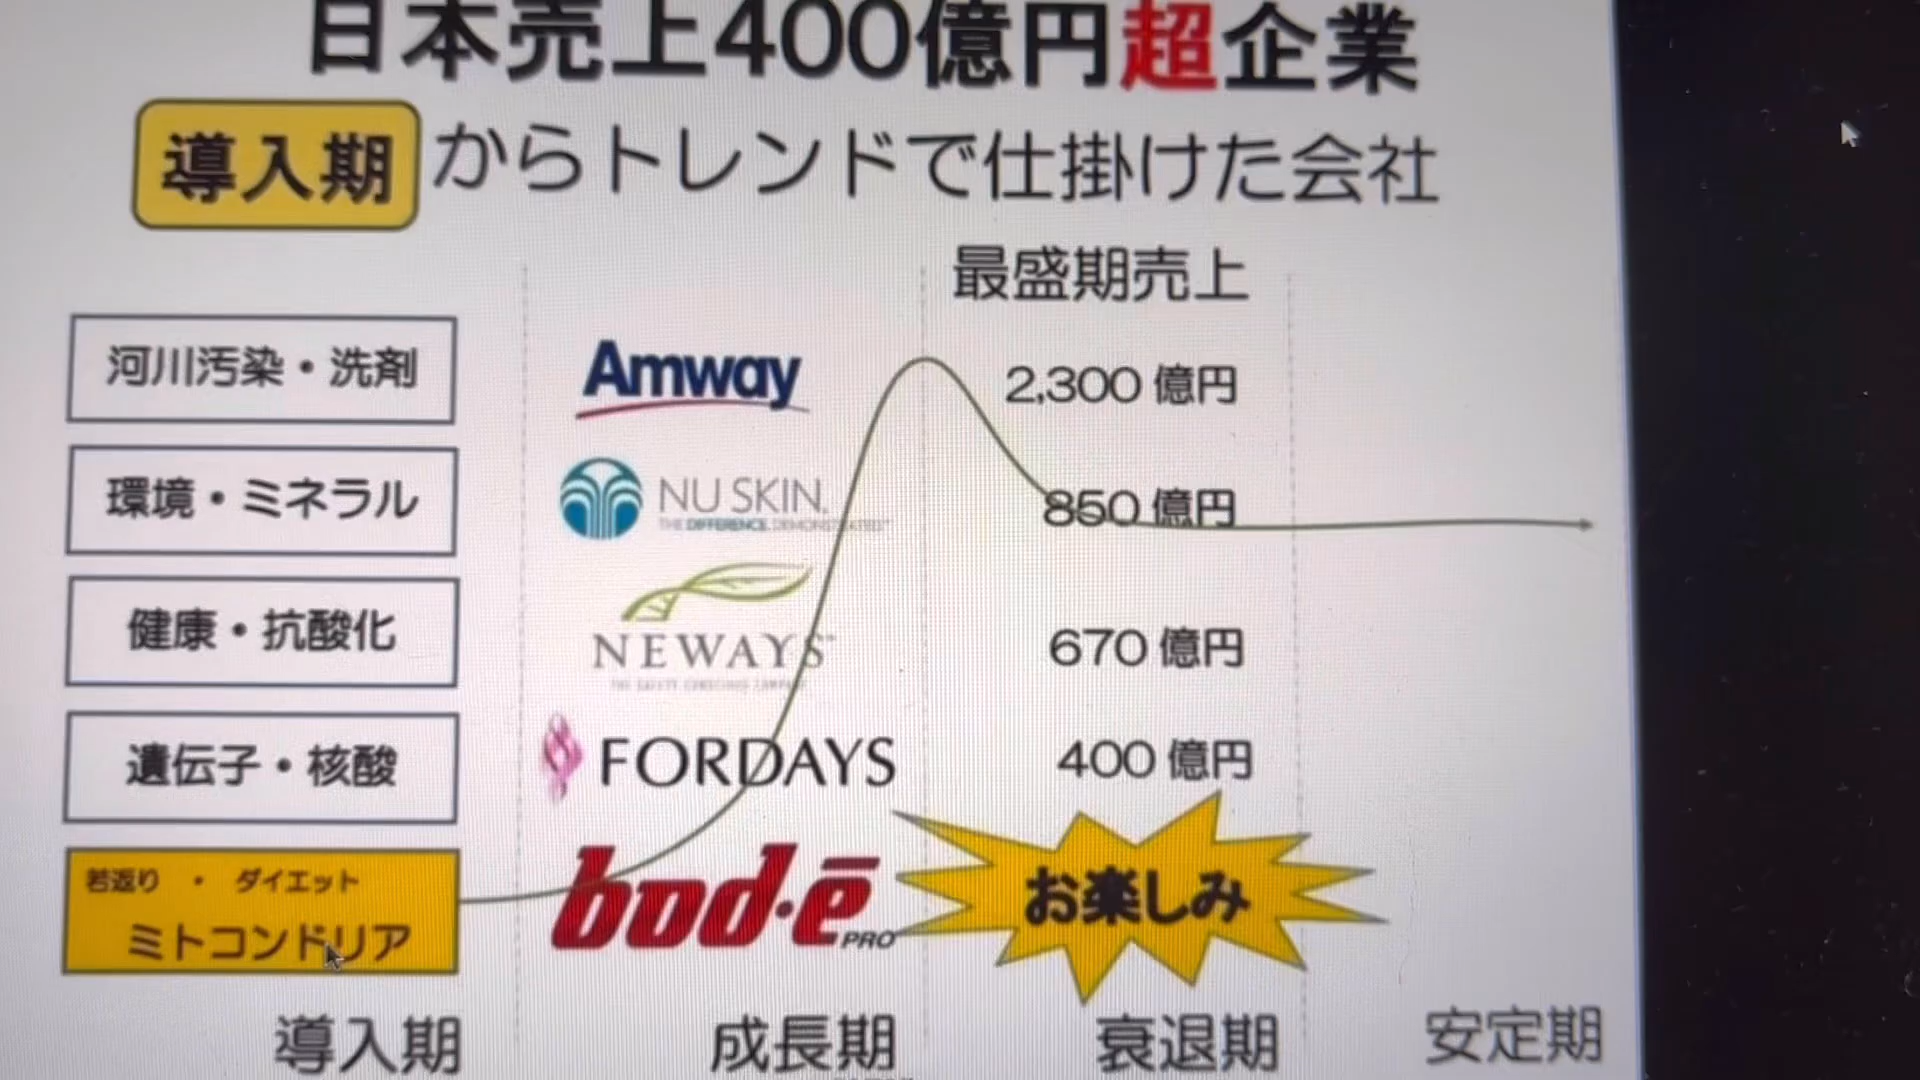 日本売上400億円超企業
導入期からトレンドで仕掛けた会社
最盛期売上
河川汚染・洗剤 Amway 2,300 億円
環境・ミネラル NU SKIN. 850 億円
THE DIFFERENCE. DEMONSTRATED.™
健康・抗酸化 NEWAYS™ 670 億円
遺伝子・核酸 FORDAYS 400 億円
若返り ・ ダイエット
ミトコンドリア bod・ē PRO お楽しみ
導入期 成長期 衰退期 安定期